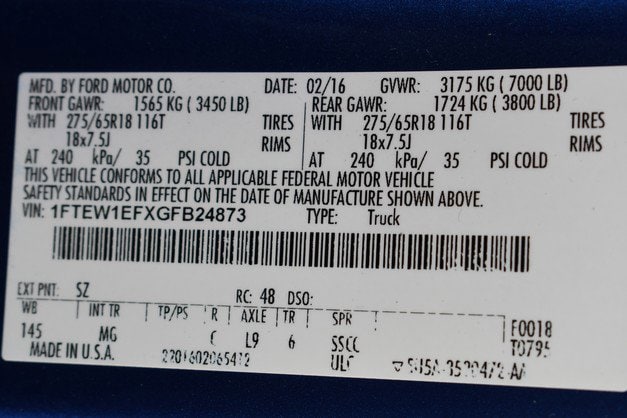 MFD. BY FORD MOTOR CO. DATE: 02/16 GVWR: 3175 KG ( 7000 LB)
FRONT GAWR: 1565 KG ( 3450 LB) REAR GAWR: 1724 KG ( 3800 LB)
WITH 275/65R18 116T TIRES WITH 275/65R18 116T TIRES
18x7.5J RIMS 18x7.5J RIMS
AT 240 kPa/ 35 PSI COLD AT 240 kPa/ 35 PSI COLD
THIS VEHICLE CONFORMS TO ALL APPLICABLE FEDERAL MOTOR VEHICLE
SAFETY STANDARDS IN EFFECT ON THE DATE OF MANUFACTURE SHOWN ABOVE.
VIN: 1FTEW1EFXGFB24873 TYPE: Truck
EXT PNT: SZ RC: 48 DSO:
WB INT TR TP/PS R AXLE TR SPR
145 MG L9 6 F0018
MADE IN U.S.A.